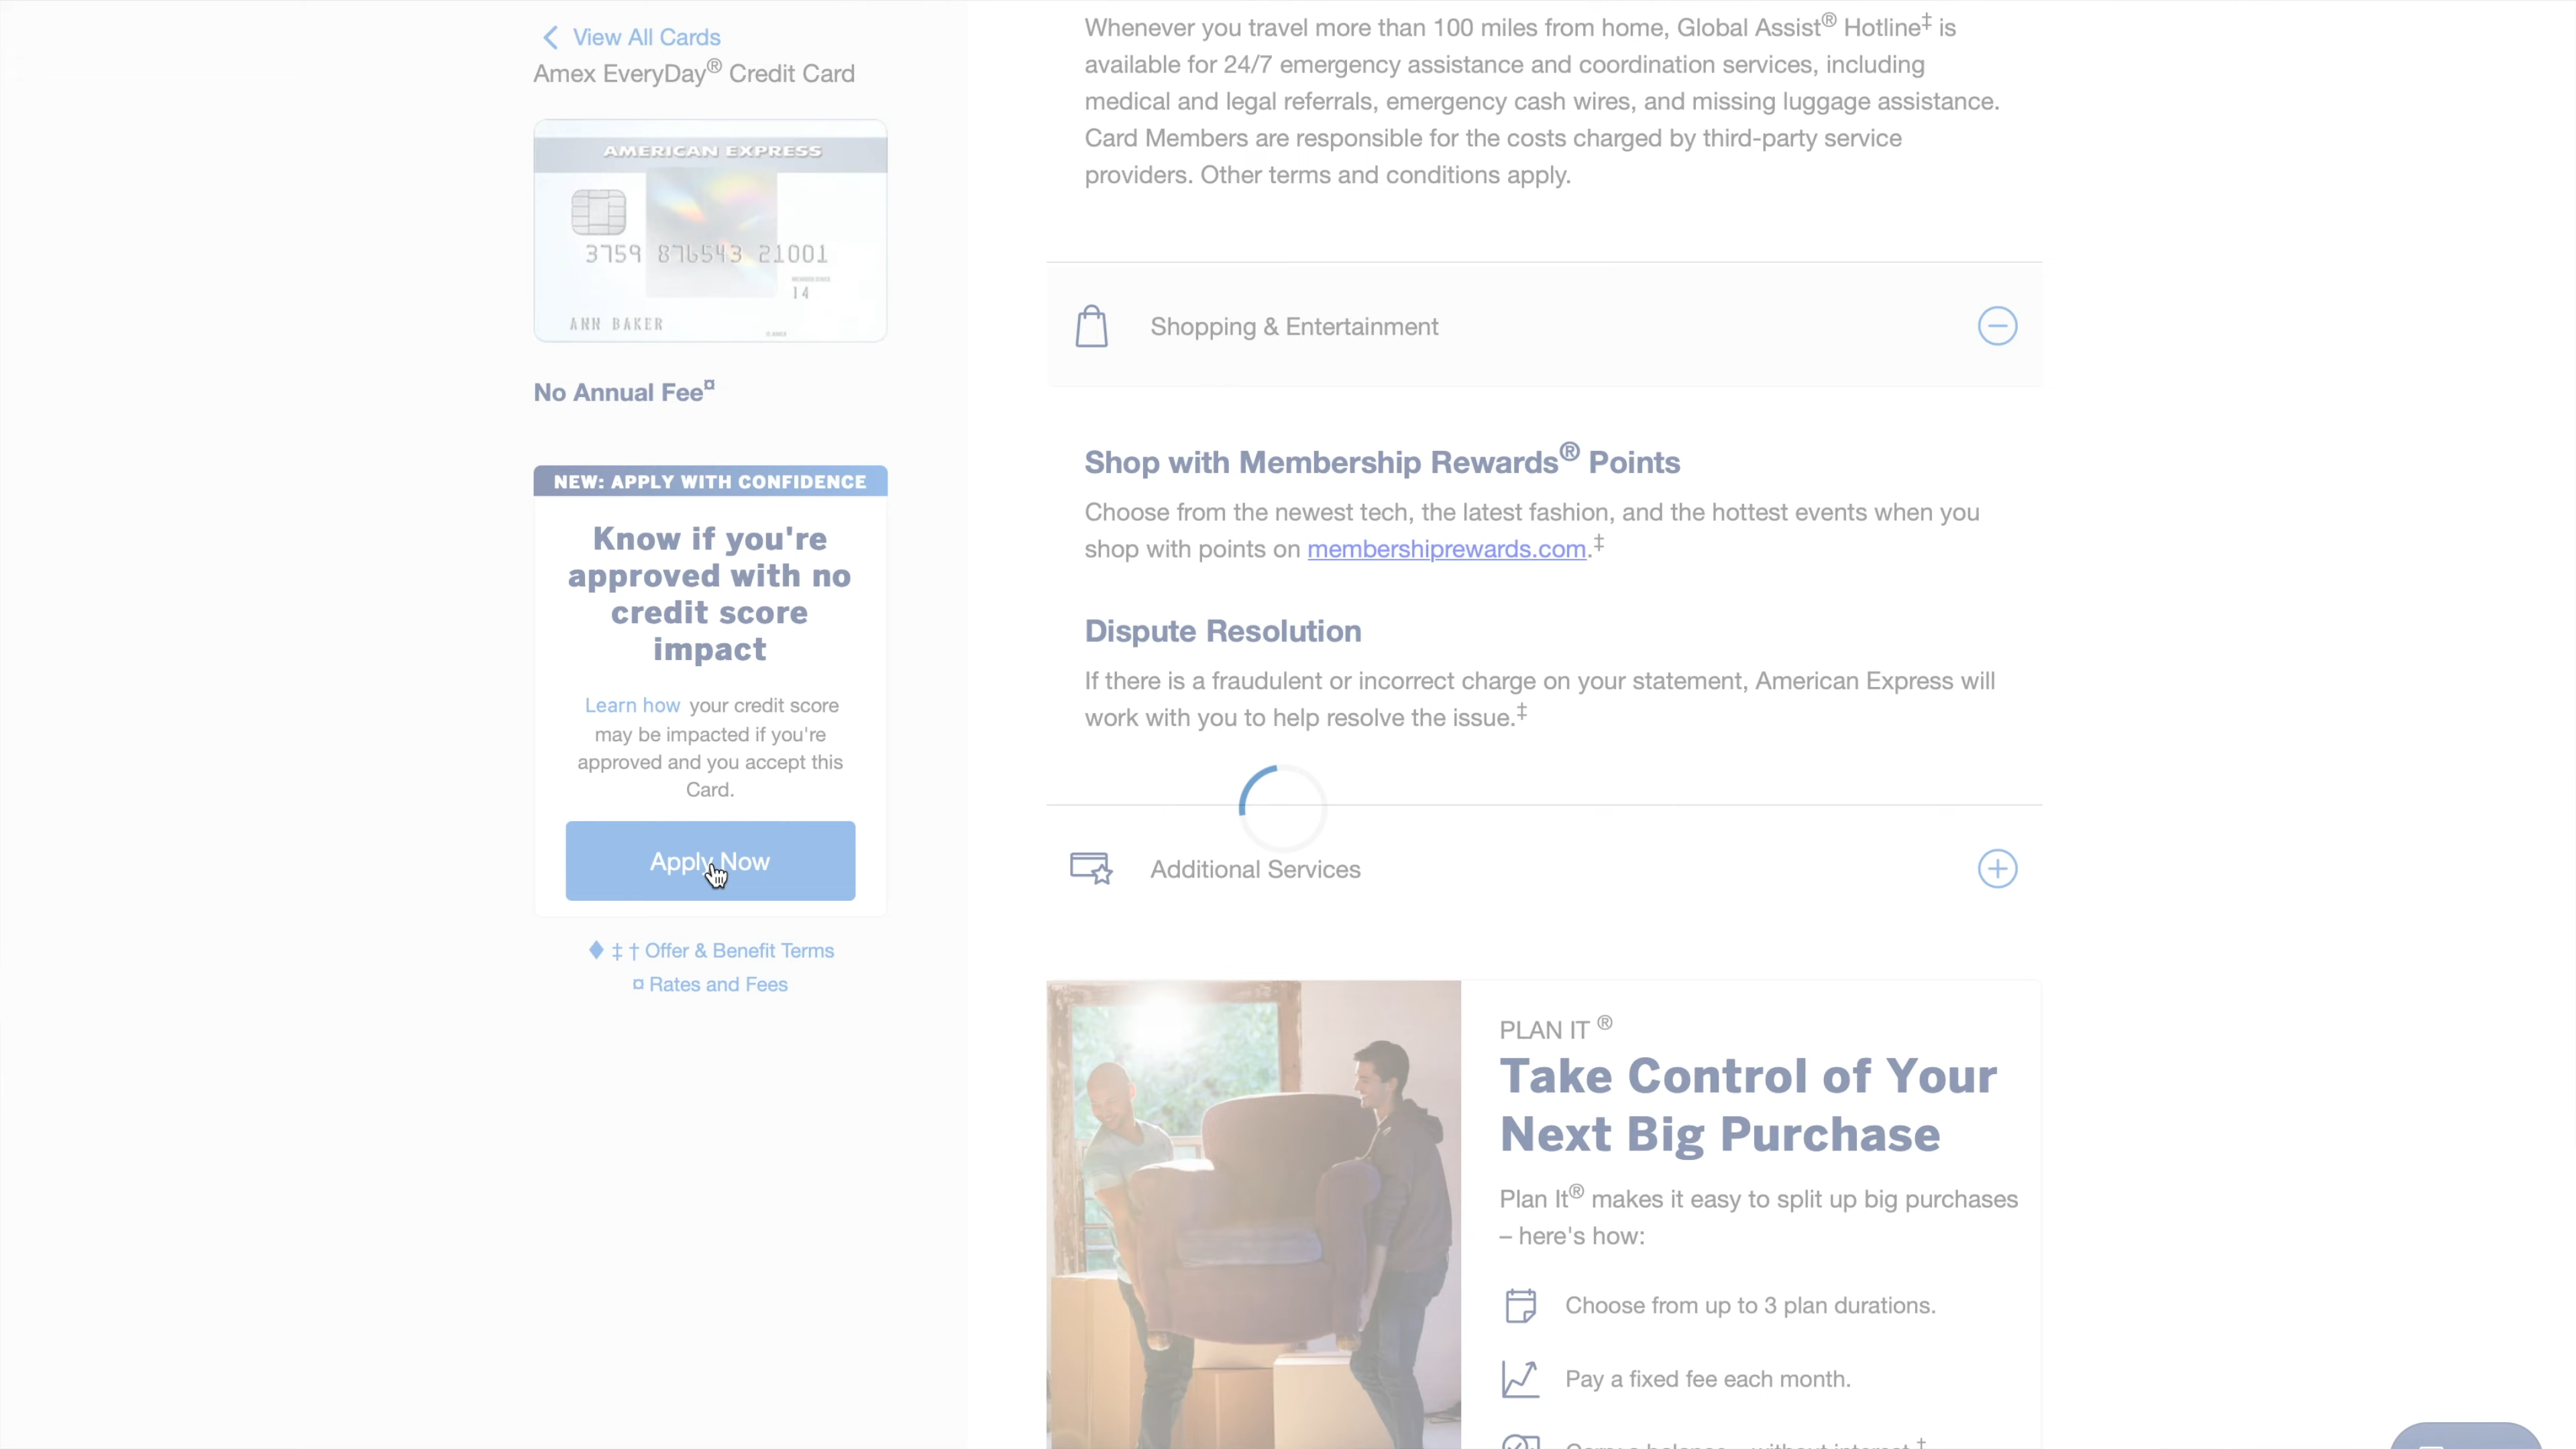 View All Cards
Amex EveryDay® Credit Card
AMERICAN EXPRESS
3759 876543 21001
MEMBER SINCE
14
ANN BAKER
© AMEX
No Annual Fee¤
NEW: APPLY WITH CONFIDENCE
Know if you're
approved with no
credit score
impact
Learn how your credit score
may be impacted if you're
approved and you accept this
Card.
Apply Now
♦ ‡ † Offer & Benefit Terms
¤ Rates and Fees
Whenever you travel more than 100 miles from home, Global Assist® Hotline‡ is
available for 24/7 emergency assistance and coordination services, including
medical and legal referrals, emergency cash wires, and missing luggage assistance.
Card Members are responsible for the costs charged by third-party service
providers. Other terms and conditions apply.
Shopping & Entertainment
Shop with Membership Rewards® Points
Choose from the newest tech, the latest fashion, and the hottest events when you
shop with points on membershiprewards.com.‡
Dispute Resolution
If there is a fraudulent or incorrect charge on your statement, American Express will
work with you to help resolve the issue.‡
Additional Services
PLAN IT ®
Take Control of Your
Next Big Purchase
Plan It® makes it easy to split up big purchases
– here's how:
Choose from up to 3 plan durations.
Pay a fixed fee each month.